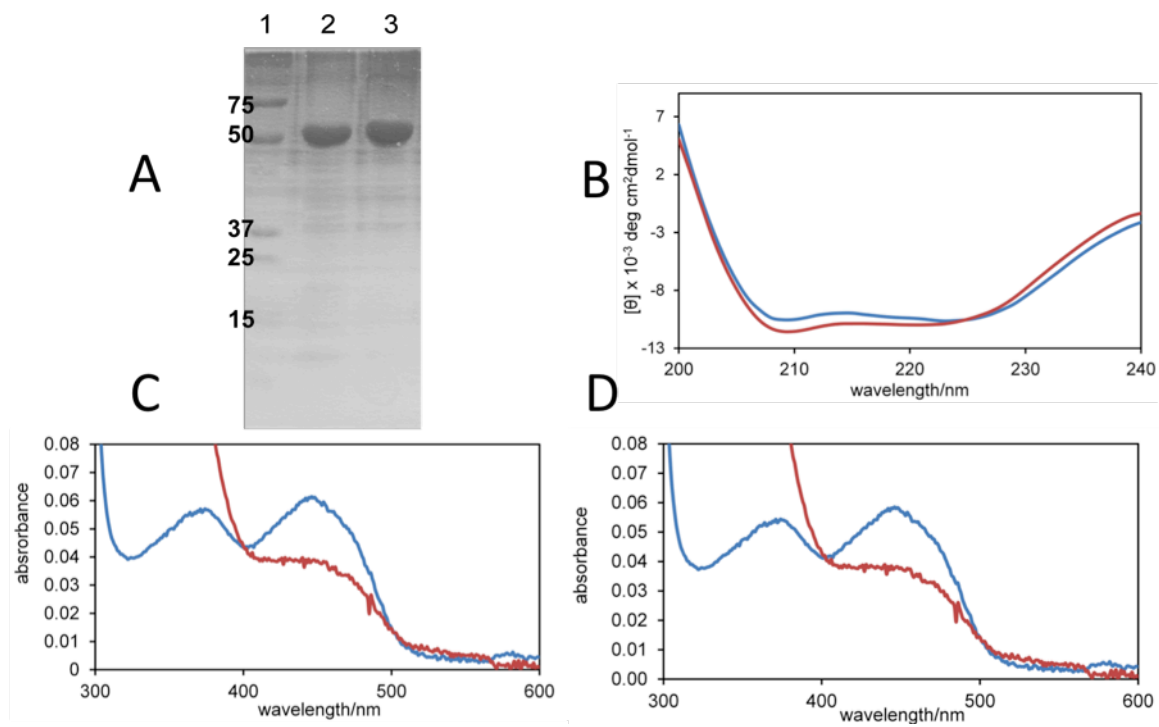 1 2 3
75
50
A
37
25
15
B
7
2
-3
-8
-13
[θ] x 10⁻³ deg cm²dmol⁻¹
200 210 220 230 240
wavelength/nm
C
0.08
0.07
0.06
0.05
0.04
0.03
0.02
0.01
0
absrorbance
300 400 500 600
wavelength/nm
D
0.08
0.07
0.06
0.05
0.04
0.03
0.02
0.01
0.00
absorbance
300 400 500 600
wavelength/nm